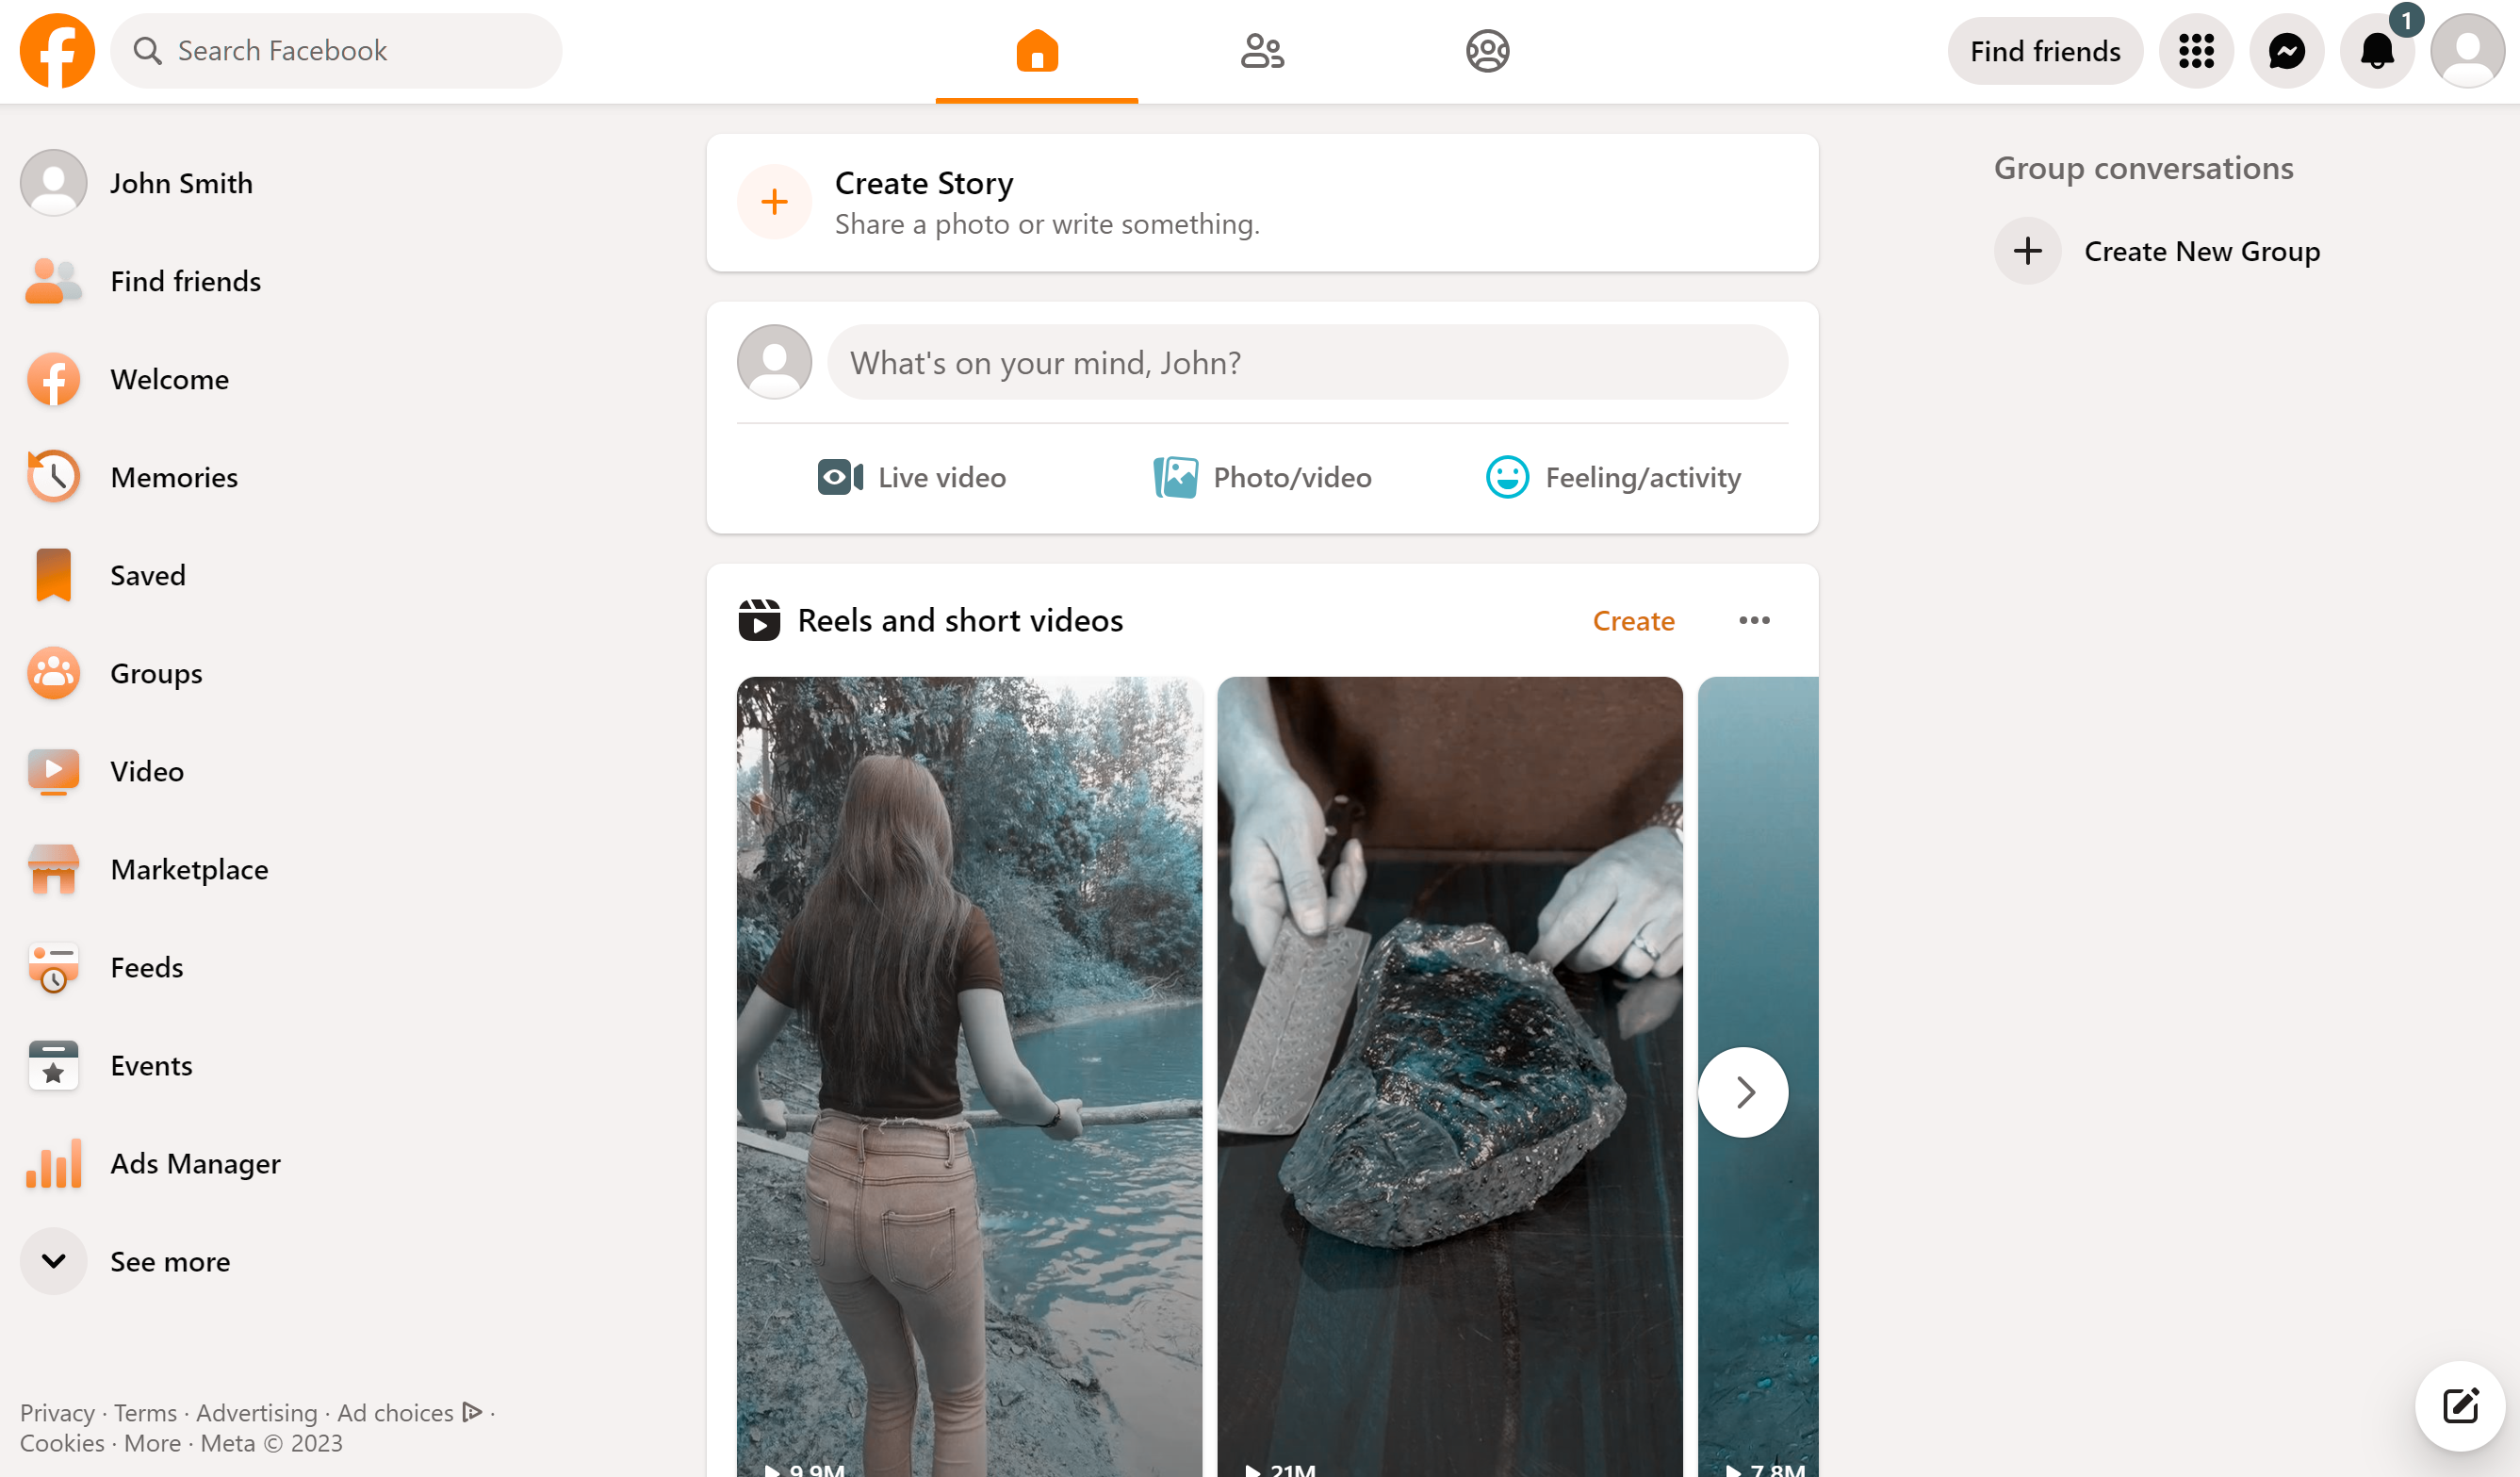 Search Facebook
Find friends
1
John Smith
Find friends
Welcome
Memories
Saved
Groups
Video
Marketplace
Feeds
Events
Ads Manager
See more
Privacy · Terms · Advertising · Ad choices ·
Cookies · More · Meta © 2023
Create Story
Share a photo or write something.
What's on your mind, John?
Live video
Photo/video
Feeling/activity
Reels and short videos
Create
9.9M
21M
7.8M
Group conversations
Create New Group